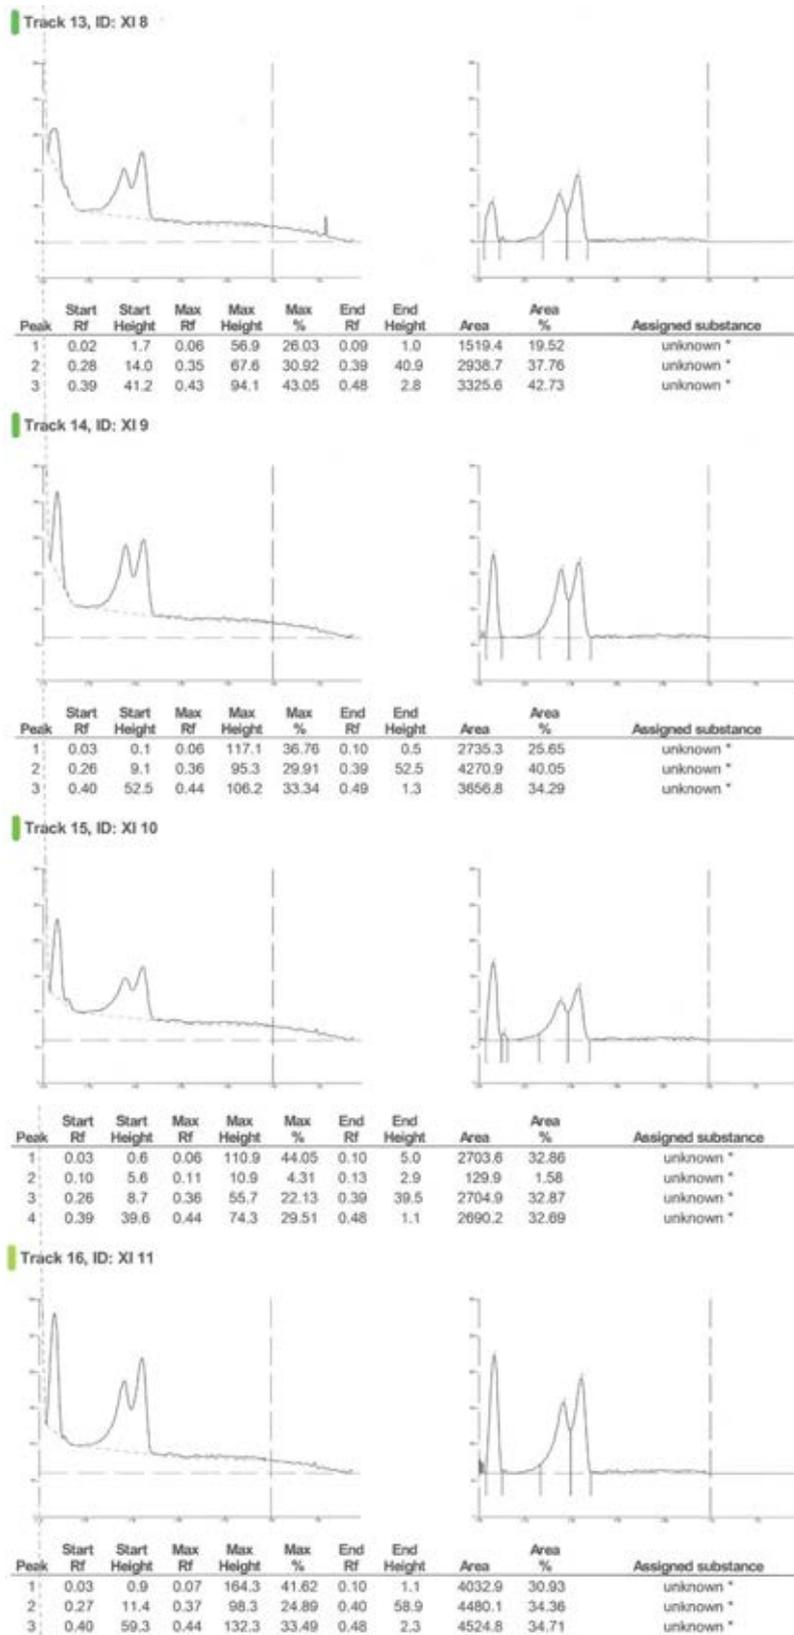 Track 13, ID: XI 8
Start Start Max Max Max End End Area
Peak Rf Height Rf Height % Rf Height Area % Assigned substance
1 0.02 1.7 0.06 56.9 26.03 0.09 1.0 1519.4 19.52 unknown *
2 0.28 14.0 0.35 67.6 30.92 0.39 40.9 2938.7 37.76 unknown *
3 0.39 41.2 0.43 94.1 43.05 0.48 2.8 3325.6 42.73 unknown *
Track 14, ID: XI 9
Start Start Max Max Max End End Area
Peak Rf Height Rf Height % Rf Height Area % Assigned substance
1 0.03 0.1 0.06 117.1 36.76 0.10 0.5 2735.3 25.65 unknown *
2 0.26 9.1 0.36 95.3 29.91 0.39 52.5 4270.9 40.05 unknown *
3 0.40 52.5 0.44 106.2 33.34 0.49 1.3 3656.8 34.29 unknown *
Track 15, ID: XI 10
Start Start Max Max Max End End Area
Peak Rf Height Rf Height % Rf Height Area % Assigned substance
1 0.03 0.6 0.06 110.9 44.05 0.10 5.0 2703.6 32.86 unknown *
2 0.10 5.6 0.11 10.9 4.31 0.13 2.9 129.9 1.58 unknown *
3 0.26 8.7 0.36 55.7 22.13 0.39 39.5 2704.9 32.87 unknown *
4 0.39 39.6 0.44 74.3 29.51 0.48 1.1 2690.2 32.69 unknown *
Track 16, ID: XI 11
Start Start Max Max Max End End Area
Peak Rf Height Rf Height % Rf Height Area % Assigned substance
1 0.03 0.9 0.07 164.3 41.62 0.10 1.1 4032.9 30.93 unknown *
2 0.27 11.4 0.37 98.3 24.89 0.40 58.9 4480.1 34.36 unknown *
3 0.40 59.3 0.44 132.3 33.49 0.48 2.3 4524.8 34.71 unknown *